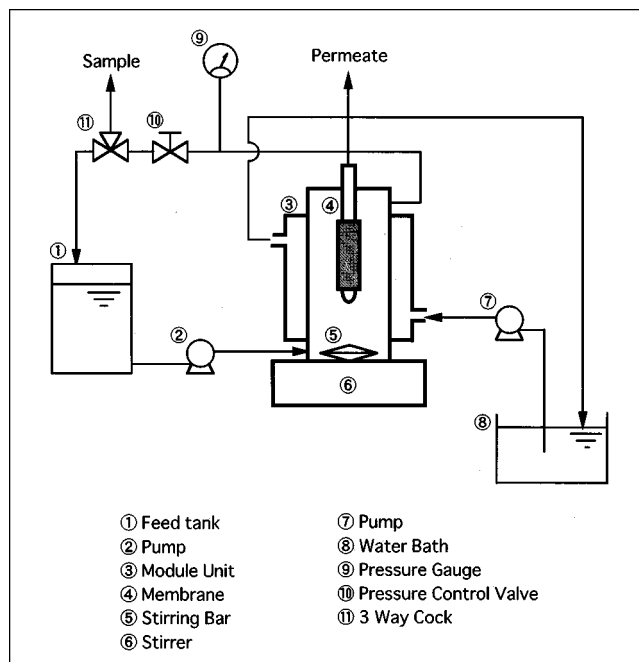 ⑨
Sample
Permeate
⑪
⑩
③
④
①
⑦
②
⑤
⑥
⑧
① Feed tank
② Pump
③ Module Unit
④ Membrane
⑤ Stirring Bar
⑥ Stirrer
⑦ Pump
⑧ Water Bath
⑨ Pressure Gauge
⑩ Pressure Control Valve
⑪ 3 Way Cock